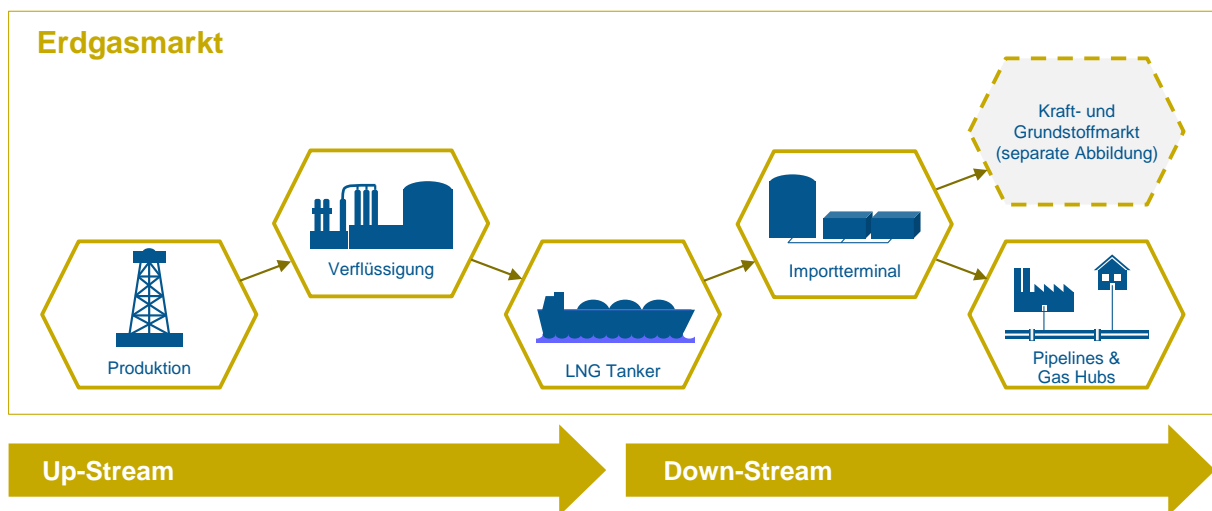 Erdgasmarkt
Produktion
Verflüssigung
LNG Tanker
Importterminal
Kraft- und
Grundstoffmarkt
(separate Abbildung)
Pipelines &
Gas Hubs
Up-Stream
Down-Stream